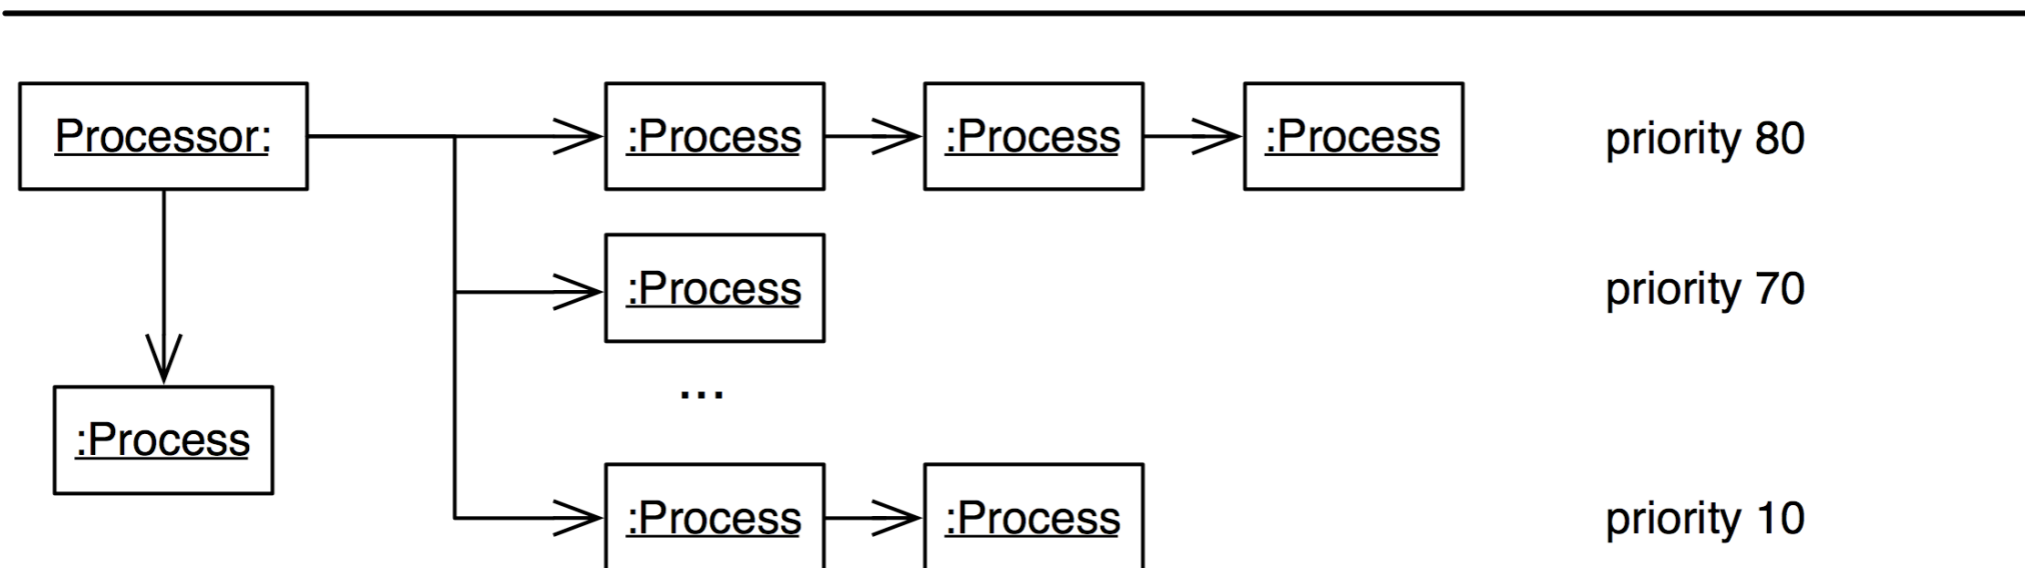 Processor: :Process :Process :Process priority 80
:Process priority 70
...
:Process
:Process :Process priority 10